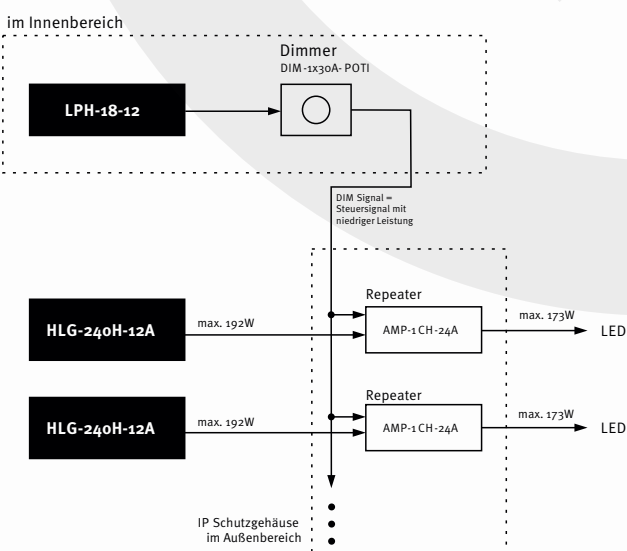 im Innenbereich
Dimmer
DIM-1x30A- POTI
LPH-18-12
DIM Signal =
Steuersignal mit
niedriger Leistung
Repeater
HLG-240H-12A
max. 192W
AMP-1 CH-24A
max. 173W
LED
Repeater
HLG-240H-12A
max. 192W
AMP-1 CH-24A
max. 173W
LED
IP Schutzgehäuse
im Außenbereich